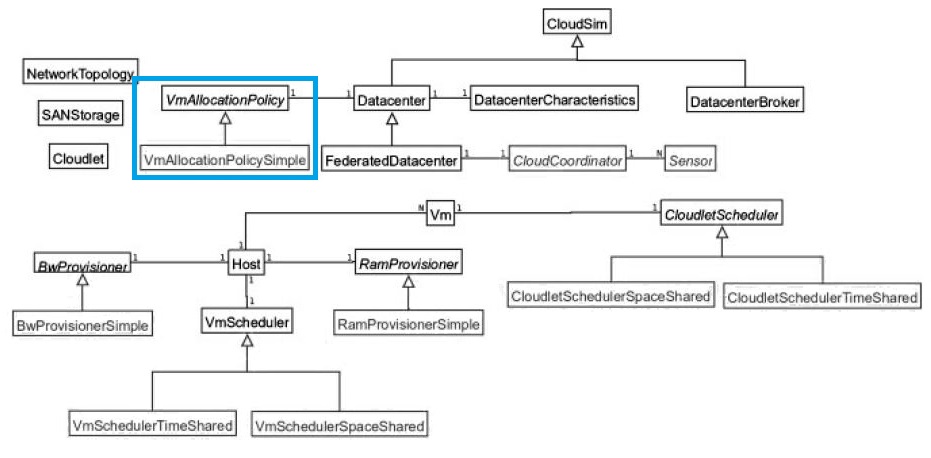 CloudSim
NetworkTopology
VmAllocationPolicy 1 1 Datacenter 1 1 DatacenterCharacteristics
DatacenterBroker
SANStorage
Cloudlet
VmAllocationPolicySimple
FederatedDatacenter 1 1 CloudCoordinator 1 N Sensor
N Vm 1 1 CloudletScheduler
1
BwProvisioner 1 1 Host 1 1 RamProvisioner
1
CloudletSchedulerSpaceShared
CloudletSchedulerTimeShared
1
BwProvisionerSimple
VmScheduler
RamProvisionerSimple
VmSchedulerTimeShared
VmSchedulerSpaceShared